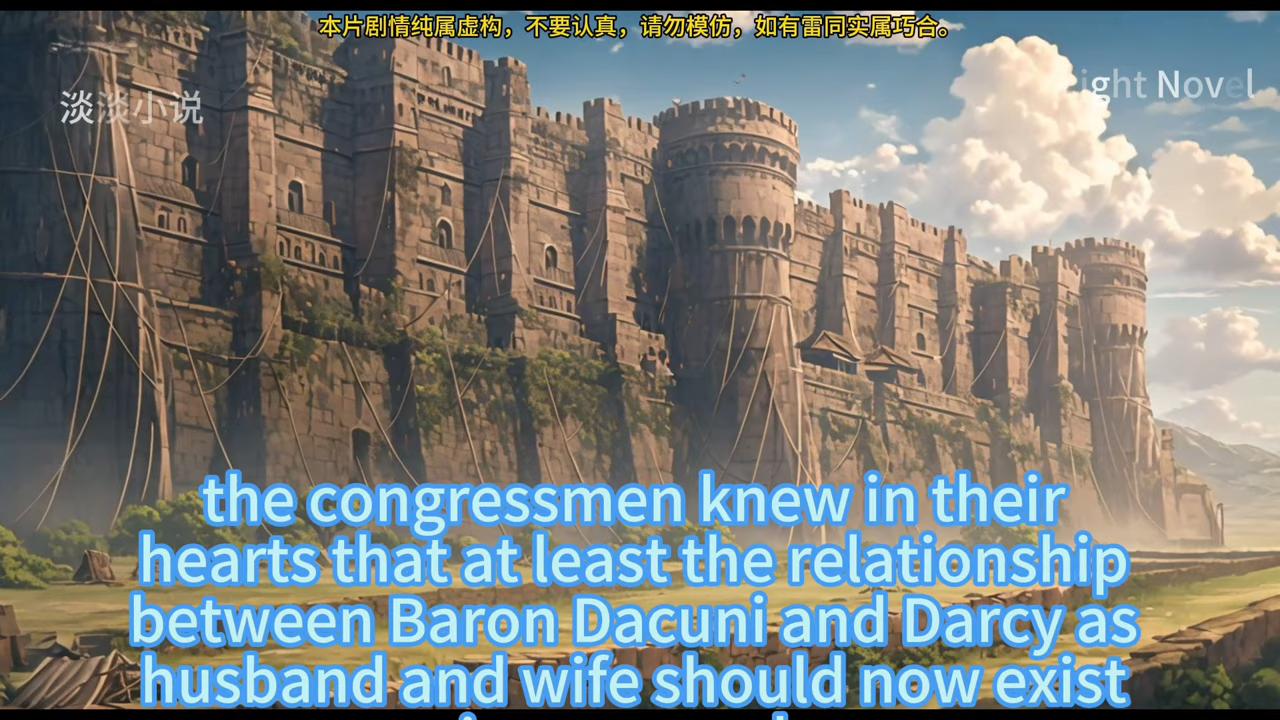 本片剧情纯属虚构，不要认真，请勿模仿，如有雷同实属巧合。
淡淡小说
ight Novel
the congressmen knew in their
hearts that at least the relationship
between Baron Dacuni and Darcy as
husband and wife should now exist